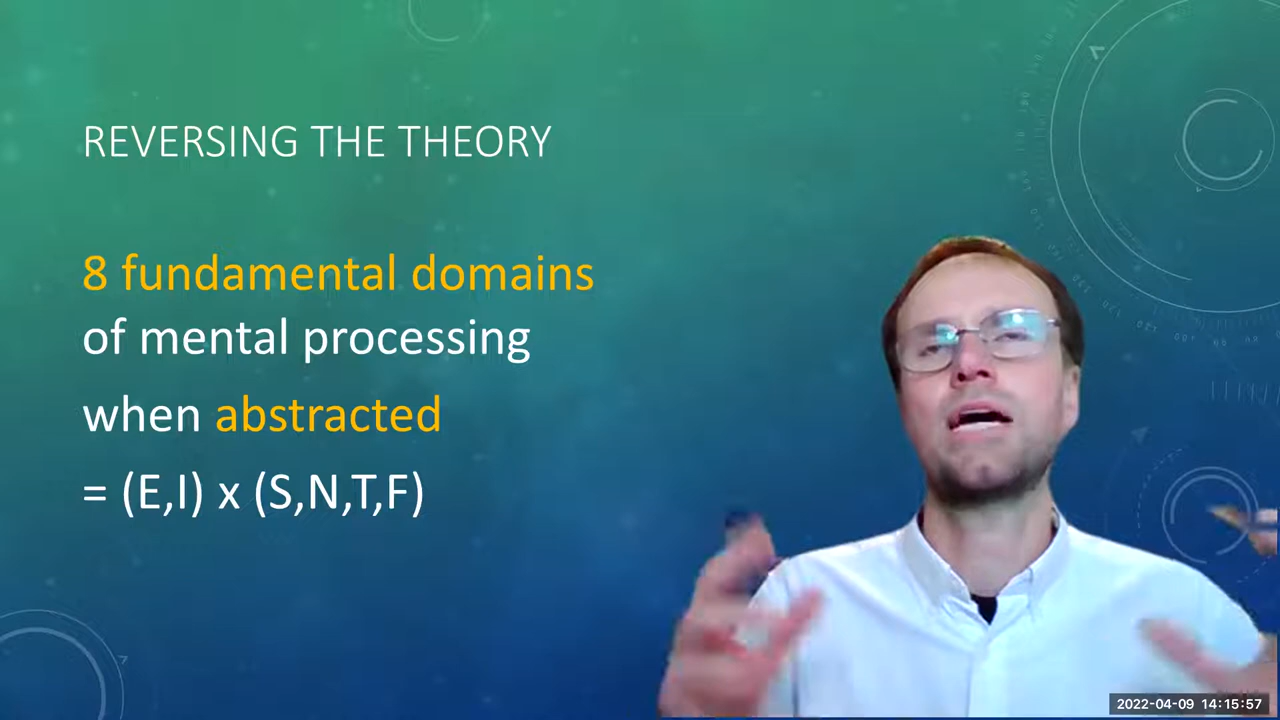 REVERSING THE THEORY
8 fundamental domains
of mental processing
when abstracted
= (E,I) x (S,N,T,F)
2022-04-09 14:15:57